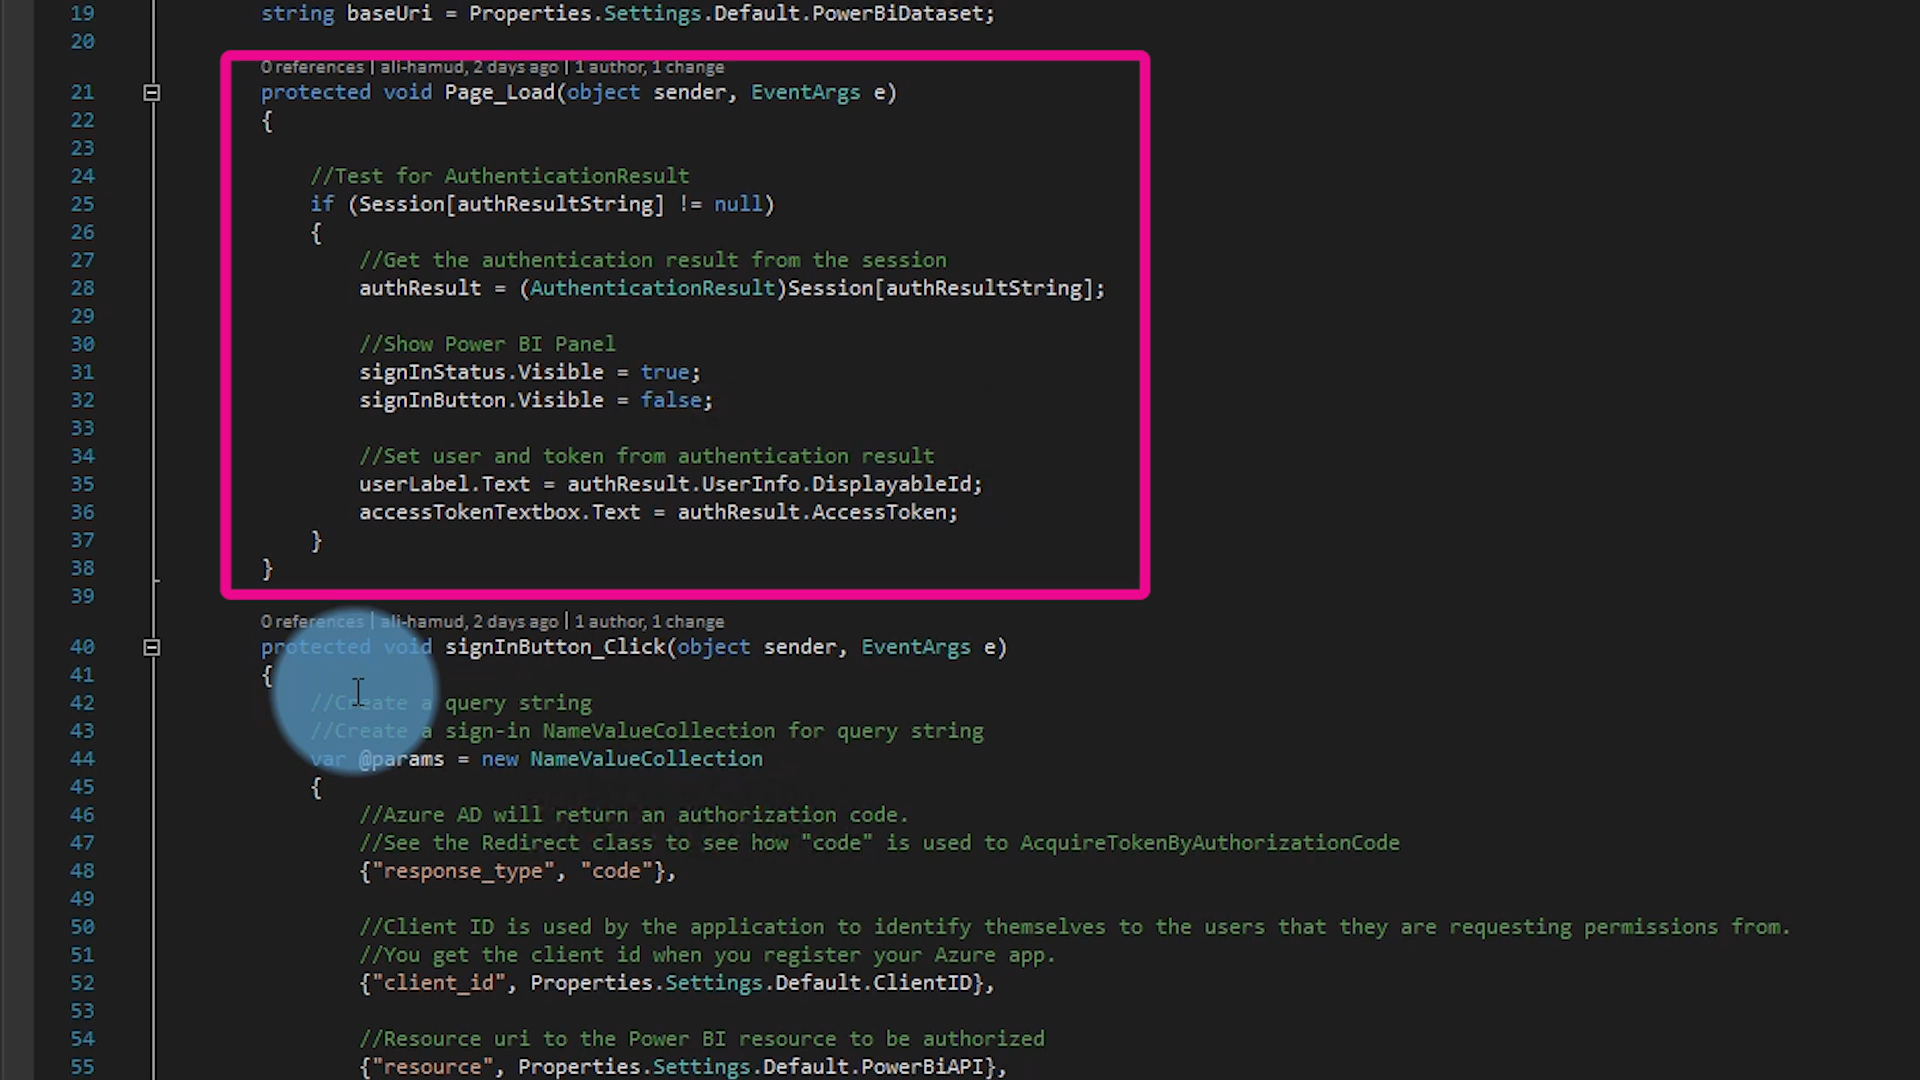 19 string baseUri = Properties.Settings.Default.PowerBiDataset;
20
0 references | ali-hamud, 2 days ago | 1 author, 1 change
21 protected void Page_Load(object sender, EventArgs e)
22 {
23
24 //Test for AuthenticationResult
25 if (Session[authResultString] != null)
26 {
27 //Get the authentication result from the session
28 authResult = (AuthenticationResult)Session[authResultString];
29
30 //Show Power BI Panel
31 signInStatus.Visible = true;
32 signInButton.Visible = false;
33
34 //Set user and token from authentication result
35 userLabel.Text = authResult.UserInfo.DisplayableId;
36 accessTokenTextbox.Text = authResult.AccessToken;
37 }
38 }
39
0 references | ali-hamud, 2 days ago | 1 author, 1 change
40 protected void signInButton_Click(object sender, EventArgs e)
41 {
42 //Create a query string
43 //Create a sign-in NameValueCollection for query string
44 var @params = new NameValueCollection
45 {
46 //Azure AD will return an authorization code.
47 //See the Redirect class to see how "code" is used to AcquireTokenByAuthorizationCode
48 {"response_type", "code"},
49
50 //Client ID is used by the application to identify themselves to the users that they are requesting permissions from.
51 //You get the client id when you register your Azure app.
52 {"client_id", Properties.Settings.Default.ClientID},
53
54 //Resource uri to the Power BI resource to be authorized
55 {"resource", Properties.Settings.Default.PowerBiAPI},